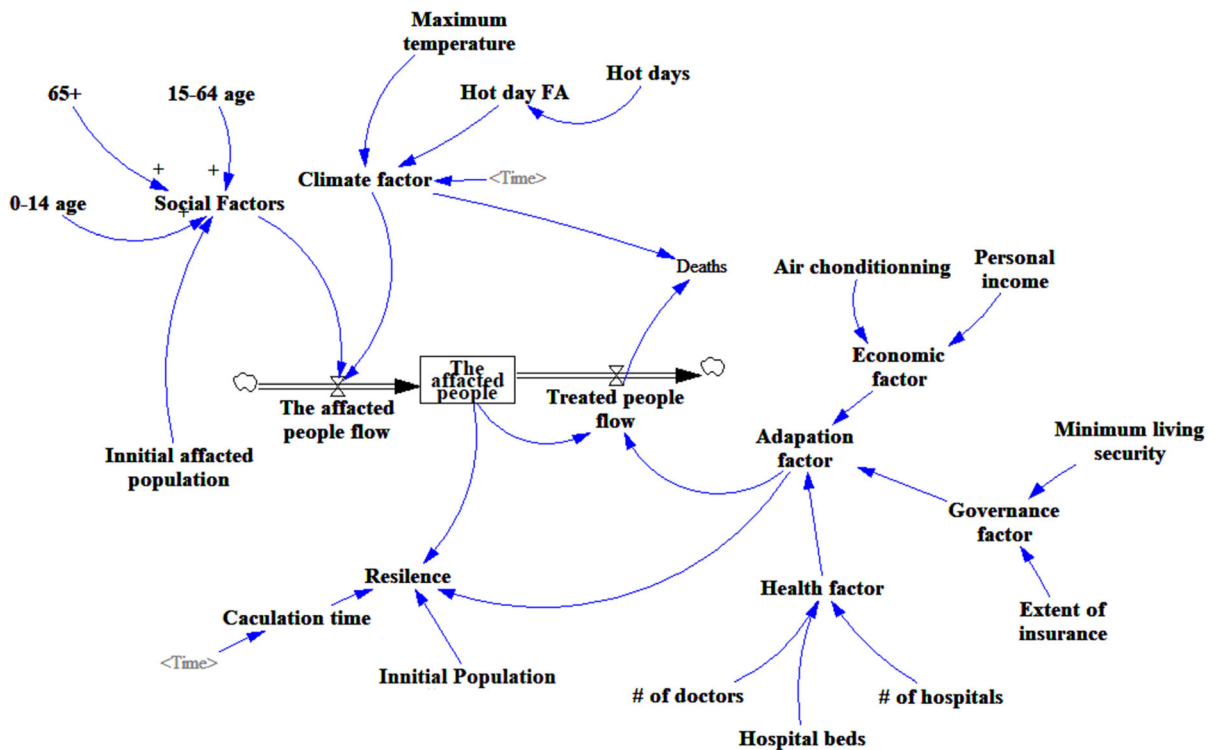 Maximum
temperature
Hot days
65+
15-64 age
Hot day FA
+
+
Climate factor
<Time>
0-14 age
+
Social Factors
Deaths
Air chonditionning
Personal
income
Economic
factor
The
affacted
people
The affacted
people flow
Treated people
flow
Innitial affacted
population
Adapation
factor
Minimum living
security
Governance
factor
Resilence
Health factor
Caculation time
Extent of
insurance
<Time>
Innitial Population
# of doctors
# of hospitals
Hospital beds